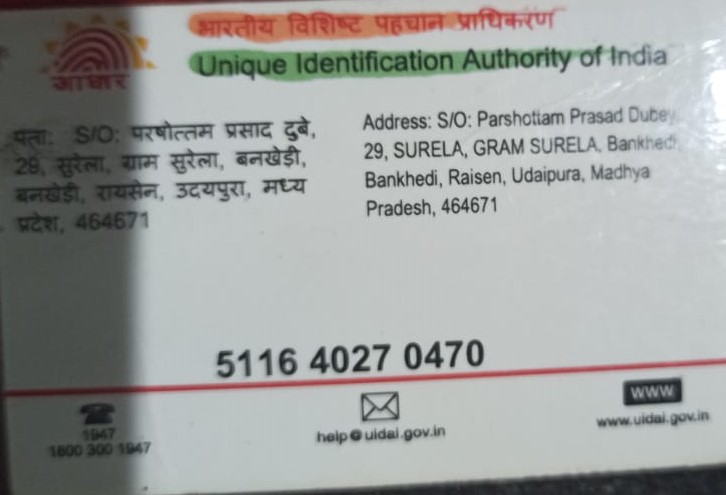 भारतीय विशिष्ट पहचान प्राधिकरण
Unique Identification Authority of India
आधार
पता: S/O: परषोत्तम प्रसाद दुबे,
29, सुरेला, ग्राम सुरेला, बनखेड़ी,
बनखेड़ी, रायसेन, उदयपुरा, मध्य
प्रदेश, 464671
Address: S/O: Parshottam Prasad Dubey,
29, SURELA, GRAM SURELA, Bankhedi,
Bankhedi, Raisen, Udaipura, Madhya
Pradesh, 464671
5116 4027 0470
1947
1800 300 1947
help@uidai.gov.in
www
www.uidai.gov.in